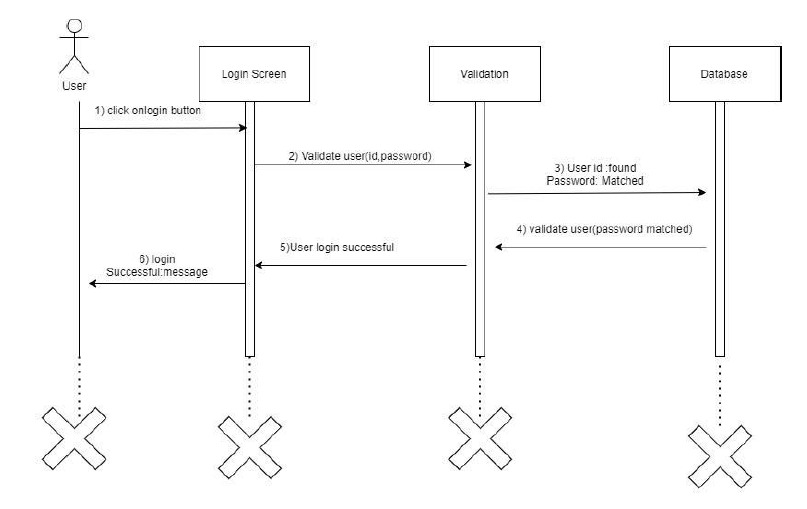 User
Login Screen
Validation
Database
1) click onlogin button
2) Validate user(id,password)
3) User id :found
Password: Matched
4) validate user(password matched)
5)User login successful
6) login
Successful:message